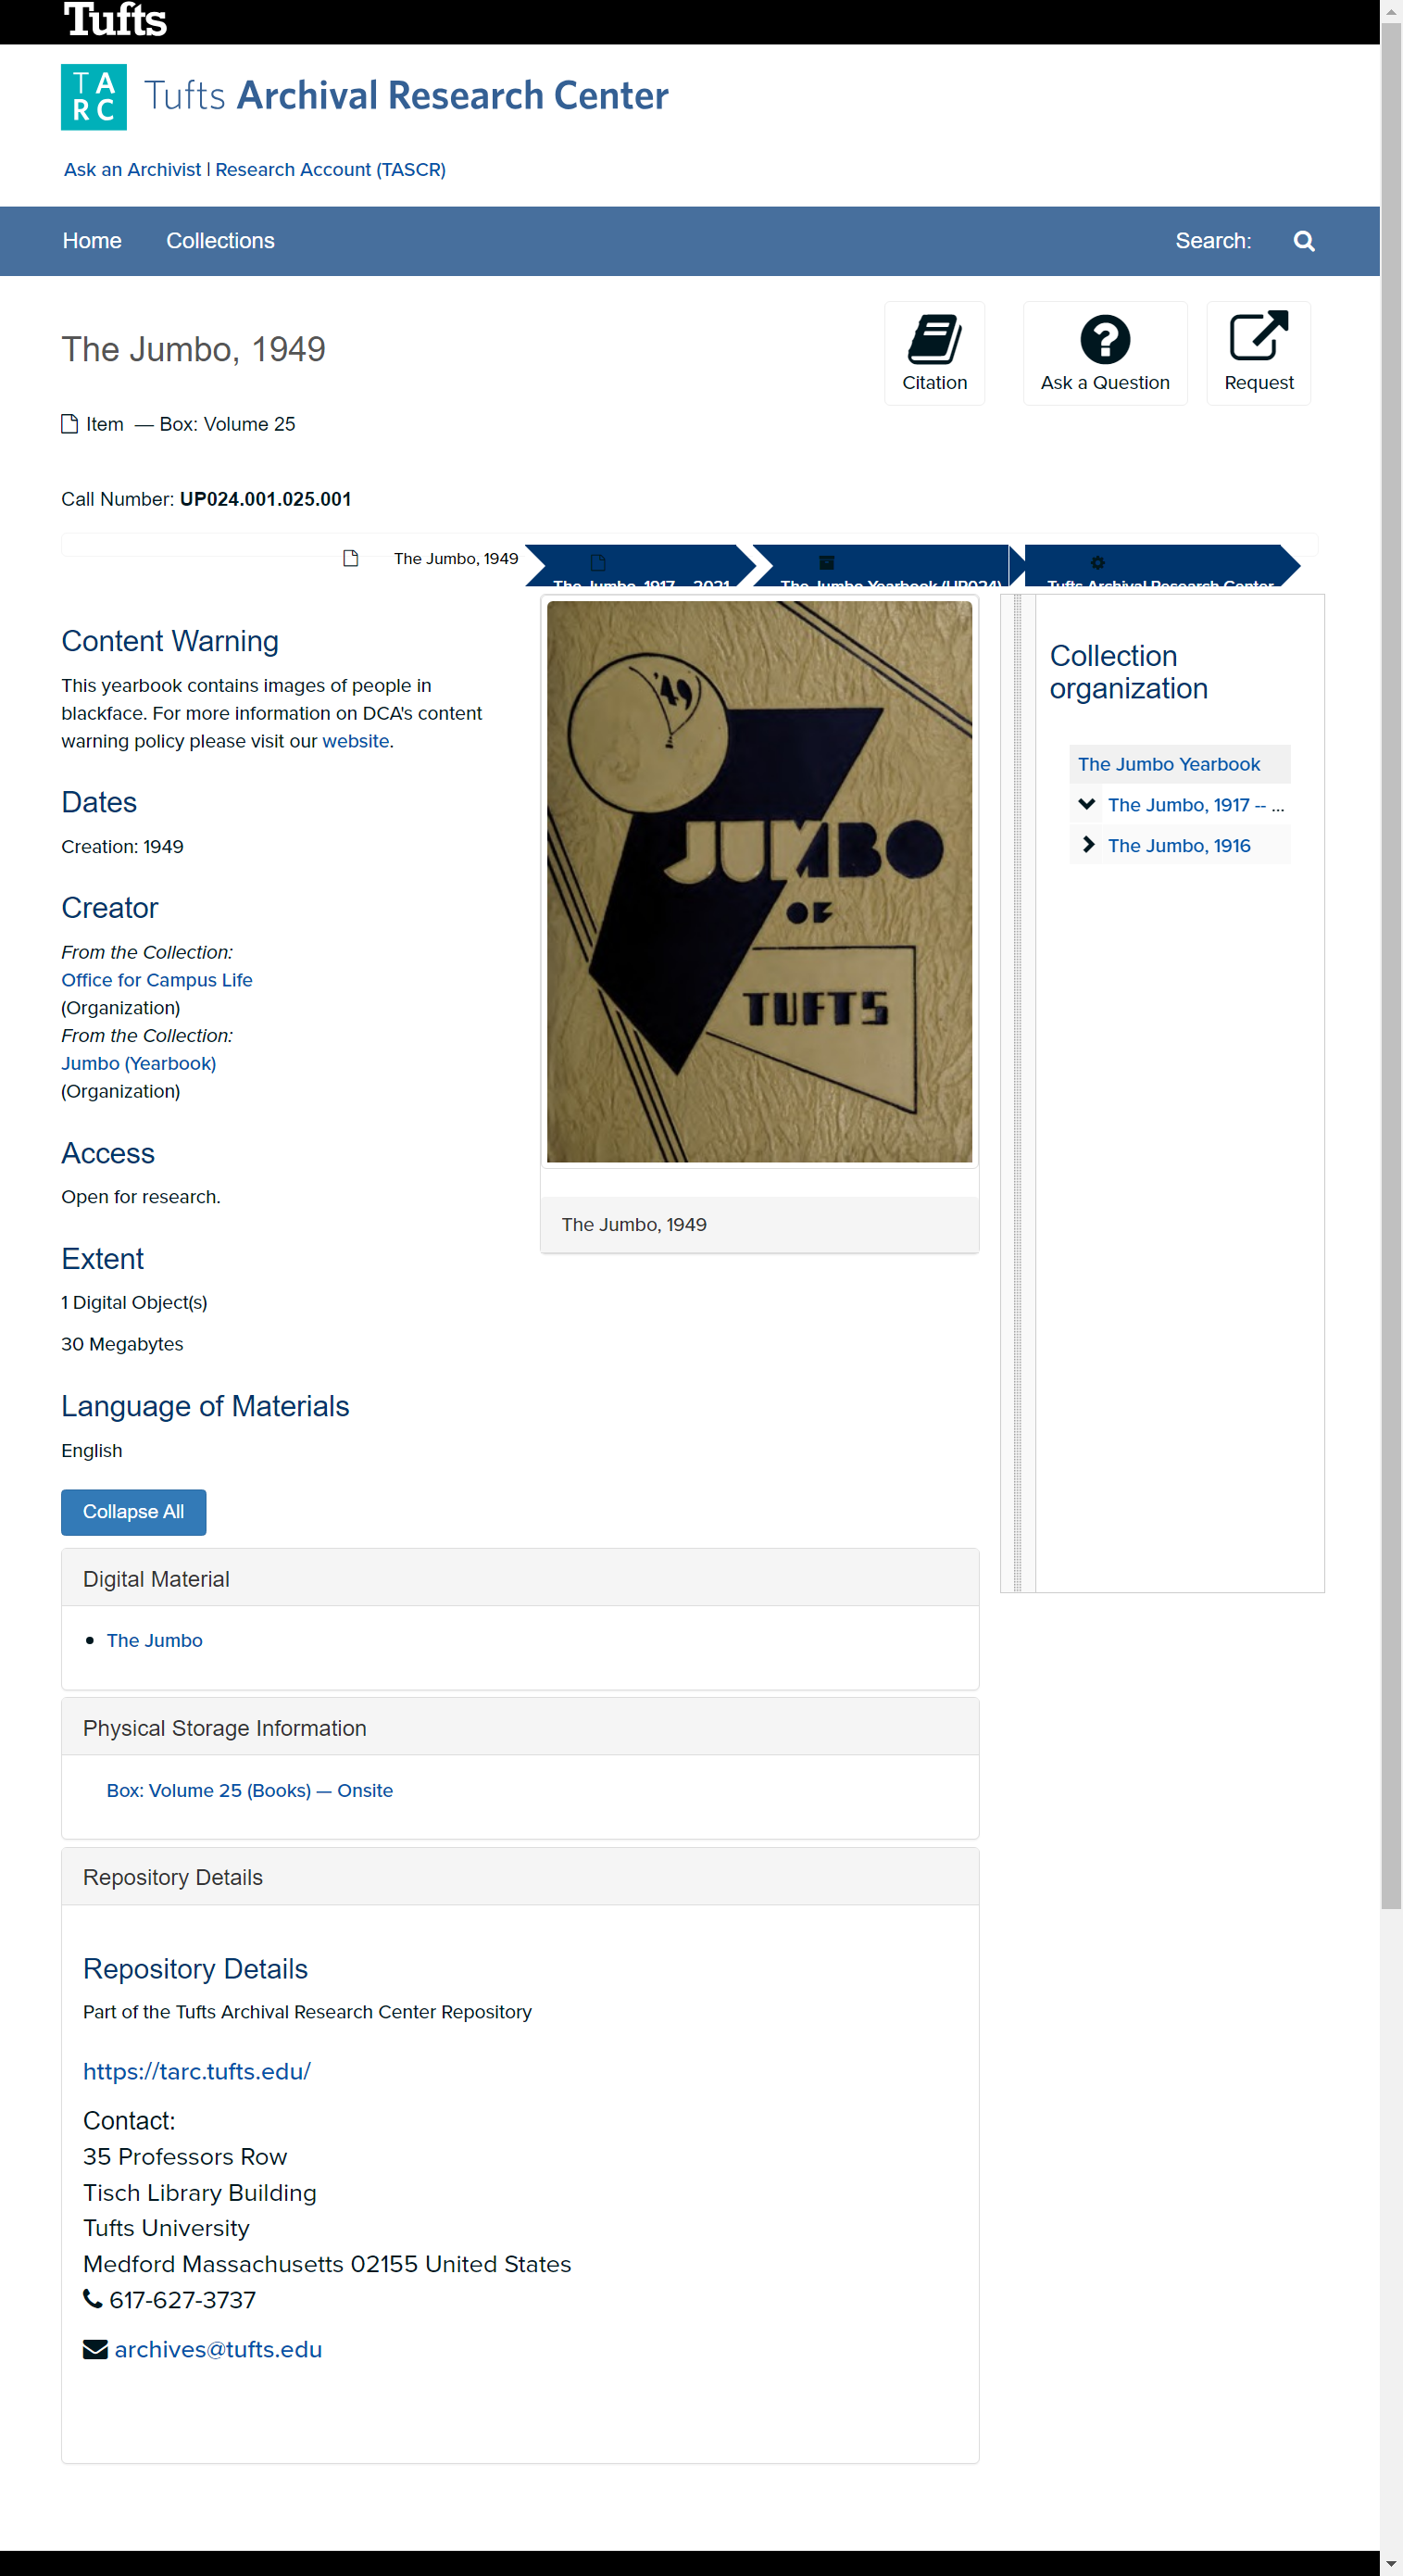 Tufts
TA
RC
Tufts Archival Research Center
Ask an Archivist | Research Account (TASCR)
Home Collections Search:
The Jumbo, 1949
Citation
Ask a Question
Request
Item — Box: Volume 25
Call Number: UP024.001.025.001
The Jumbo, 1949
The Jumbo, 1917 -- 2021
The Jumbo Yearbook (UP024)
Tufts Archival Research Center
Content Warning
This yearbook contains images of people in
blackface. For more information on DCA's content
warning policy please visit our website.
Dates
Creation: 1949
Creator
From the Collection:
Office for Campus Life
(Organization)
From the Collection:
Jumbo (Yearbook)
(Organization)
Access
Open for research.
Extent
1 Digital Object(s)
30 Megabytes
Language of Materials
English
Collapse All
'49
JUMBO
OF
TUFTS
The Jumbo, 1949
Collection
organization
The Jumbo Yearbook
The Jumbo, 1917 -- ...
The Jumbo, 1916
Digital Material
The Jumbo
Physical Storage Information
Box: Volume 25 (Books) — Onsite
Repository Details
Repository Details
Part of the Tufts Archival Research Center Repository
https://tarc.tufts.edu/
Contact:
35 Professors Row
Tisch Library Building
Tufts University
Medford Massachusetts 02155 United States
617-627-3737
archives@tufts.edu